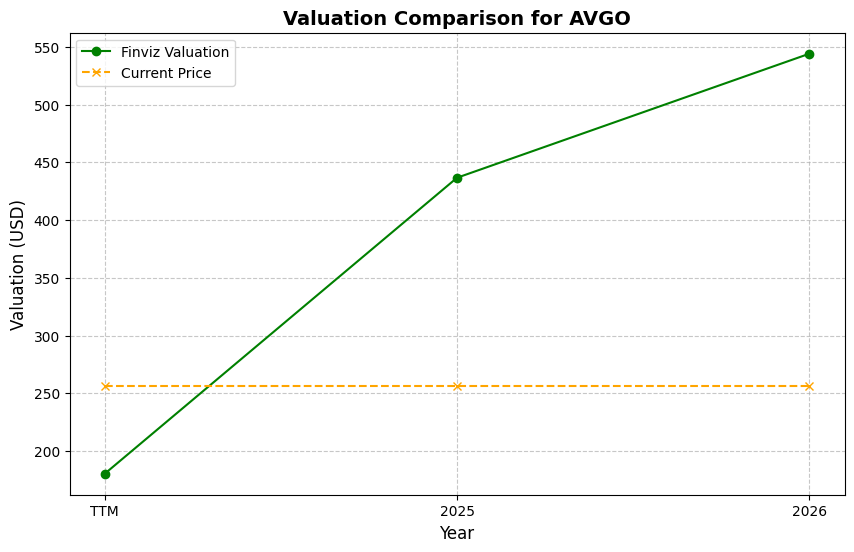 Valuation Comparison for AVGO
Finviz Valuation
Current Price
Valuation (USD)
550
500
450
400
350
300
250
200
TTM
2025
2026
Year